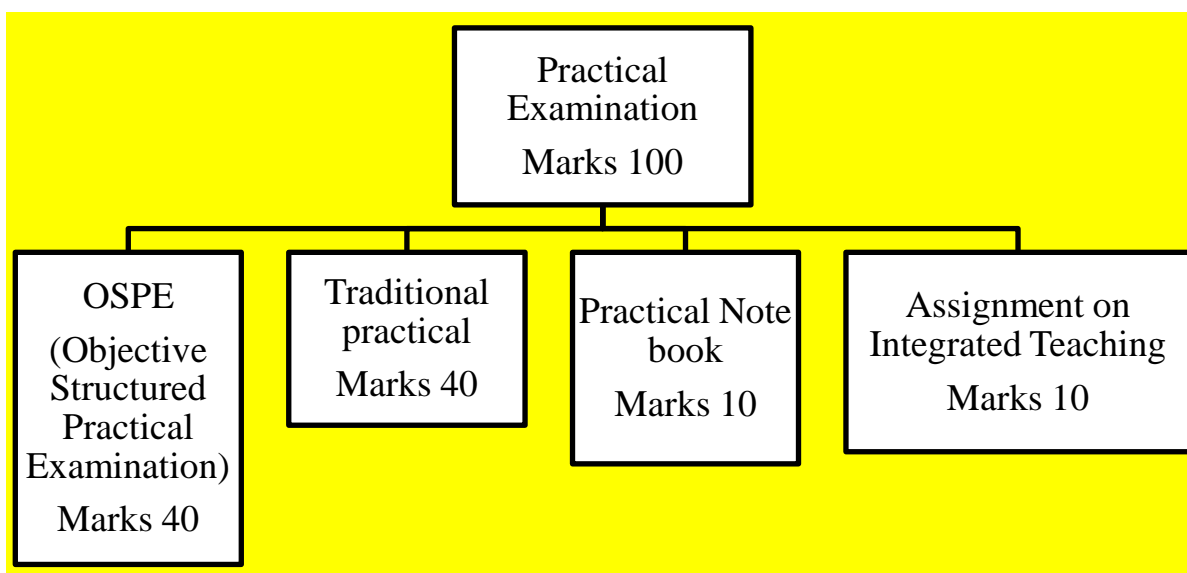 Practical
Examination
Marks 100
OSPE
(Objective
Structured
Practical
Examination)
Marks 40
Traditional
practical
Marks 40
Practical Note
book
Marks 10
Assignment on
Integrated Teaching
Marks 10